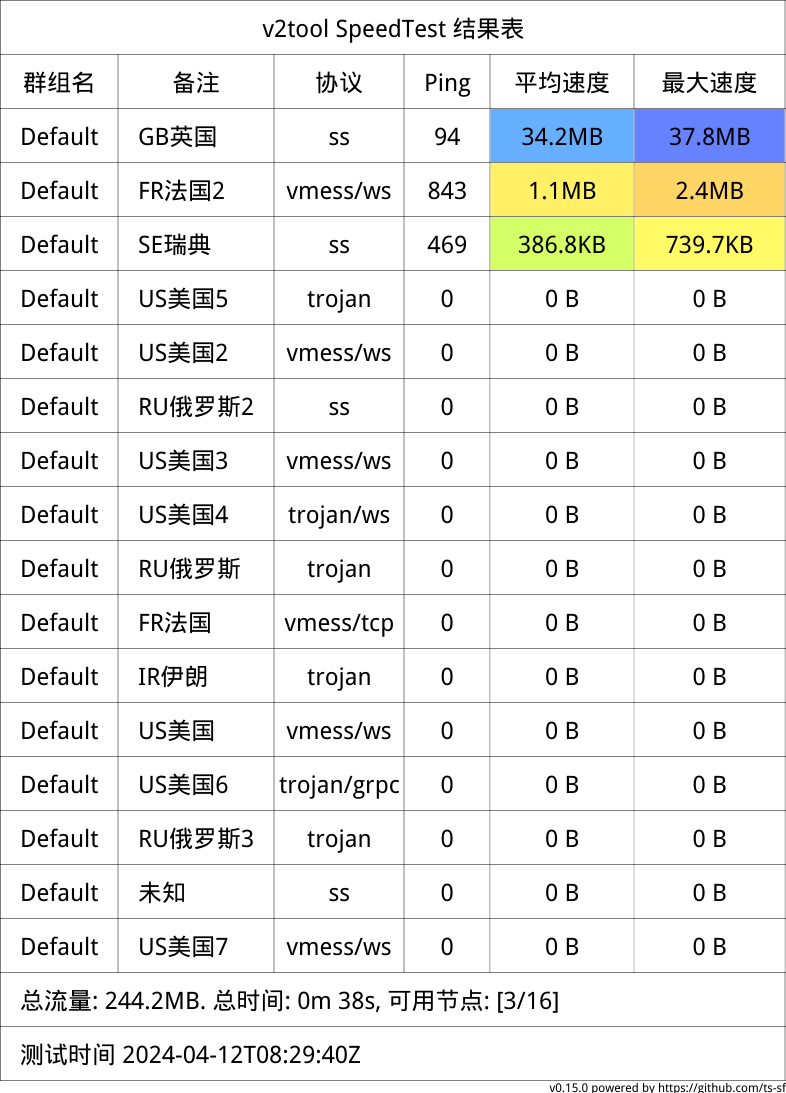 v2tool SpeedTest 结果表
群组名 备注 协议 Ping 平均速度 最大速度
Default GB英国 ss 94 34.2MB 37.8MB
Default FR法国2 vmess/ws 843 1.1MB 2.4MB
Default SE瑞典 ss 469 386.8KB 739.7KB
Default US美国5 trojan 0 0 B 0 B
Default US美国2 vmess/ws 0 0 B 0 B
Default RU俄罗斯2 ss 0 0 B 0 B
Default US美国3 vmess/ws 0 0 B 0 B
Default US美国4 trojan/ws 0 0 B 0 B
Default RU俄罗斯 trojan 0 0 B 0 B
Default FR法国 vmess/tcp 0 0 B 0 B
Default IR伊朗 trojan 0 0 B 0 B
Default US美国 vmess/ws 0 0 B 0 B
Default US美国6 trojan/grpc 0 0 B 0 B
Default RU俄罗斯3 trojan 0 0 B 0 B
Default 未知 ss 0 0 B 0 B
Default US美国7 vmess/ws 0 0 B 0 B
总流量: 244.2MB. 总时间: 0m 38s, 可用节点: [3/16]
测试时间 2024-04-12T08:29:40Z
v0.15.0 powered by https://github.com/ts-sf